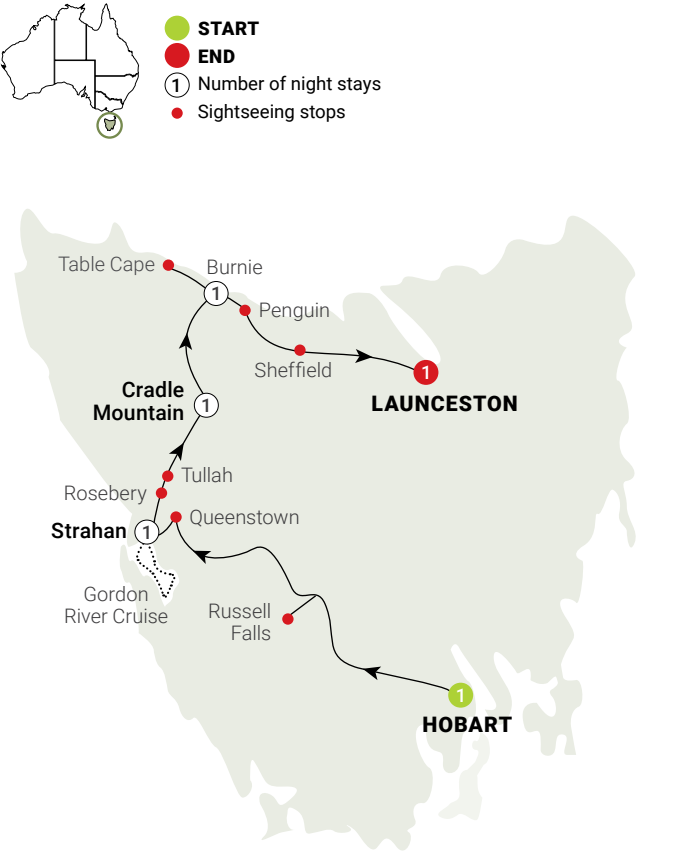 START
END
1 Number of night stays
Sightseeing stops
Table Cape
Burnie
1
Penguin
Sheffield
1
LAUNCESTON
Cradle
Mountain
1
Tullah
Rosebery
Queenstown
Strahan
1
Gordon
River Cruise
Russell
Falls
1
HOBART